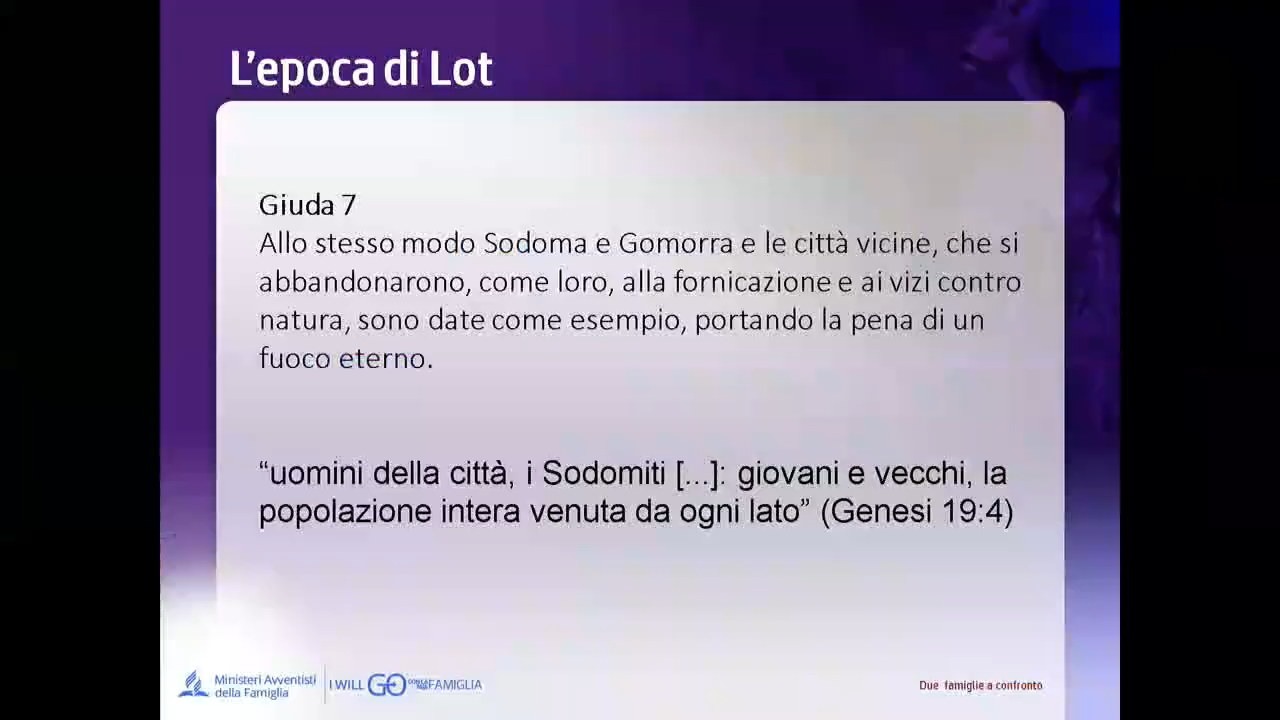 L'epoca di Lot
Giuda 7
Allo stesso modo Sodoma e Gomorra e le città vicine, che si
abbandonarono, come loro, alla fornicazione e ai vizi contro
natura, sono date come esempio, portando la pena di un
fuoco eterno.
“uomini della città, i Sodomiti [...]: giovani e vecchi, la
popolazione intera venuta da ogni lato” (Genesi 19:4)
Ministeri Avventisti
della Famiglia
I WILL GO FAMIGLIA
Due famiglie a confronto